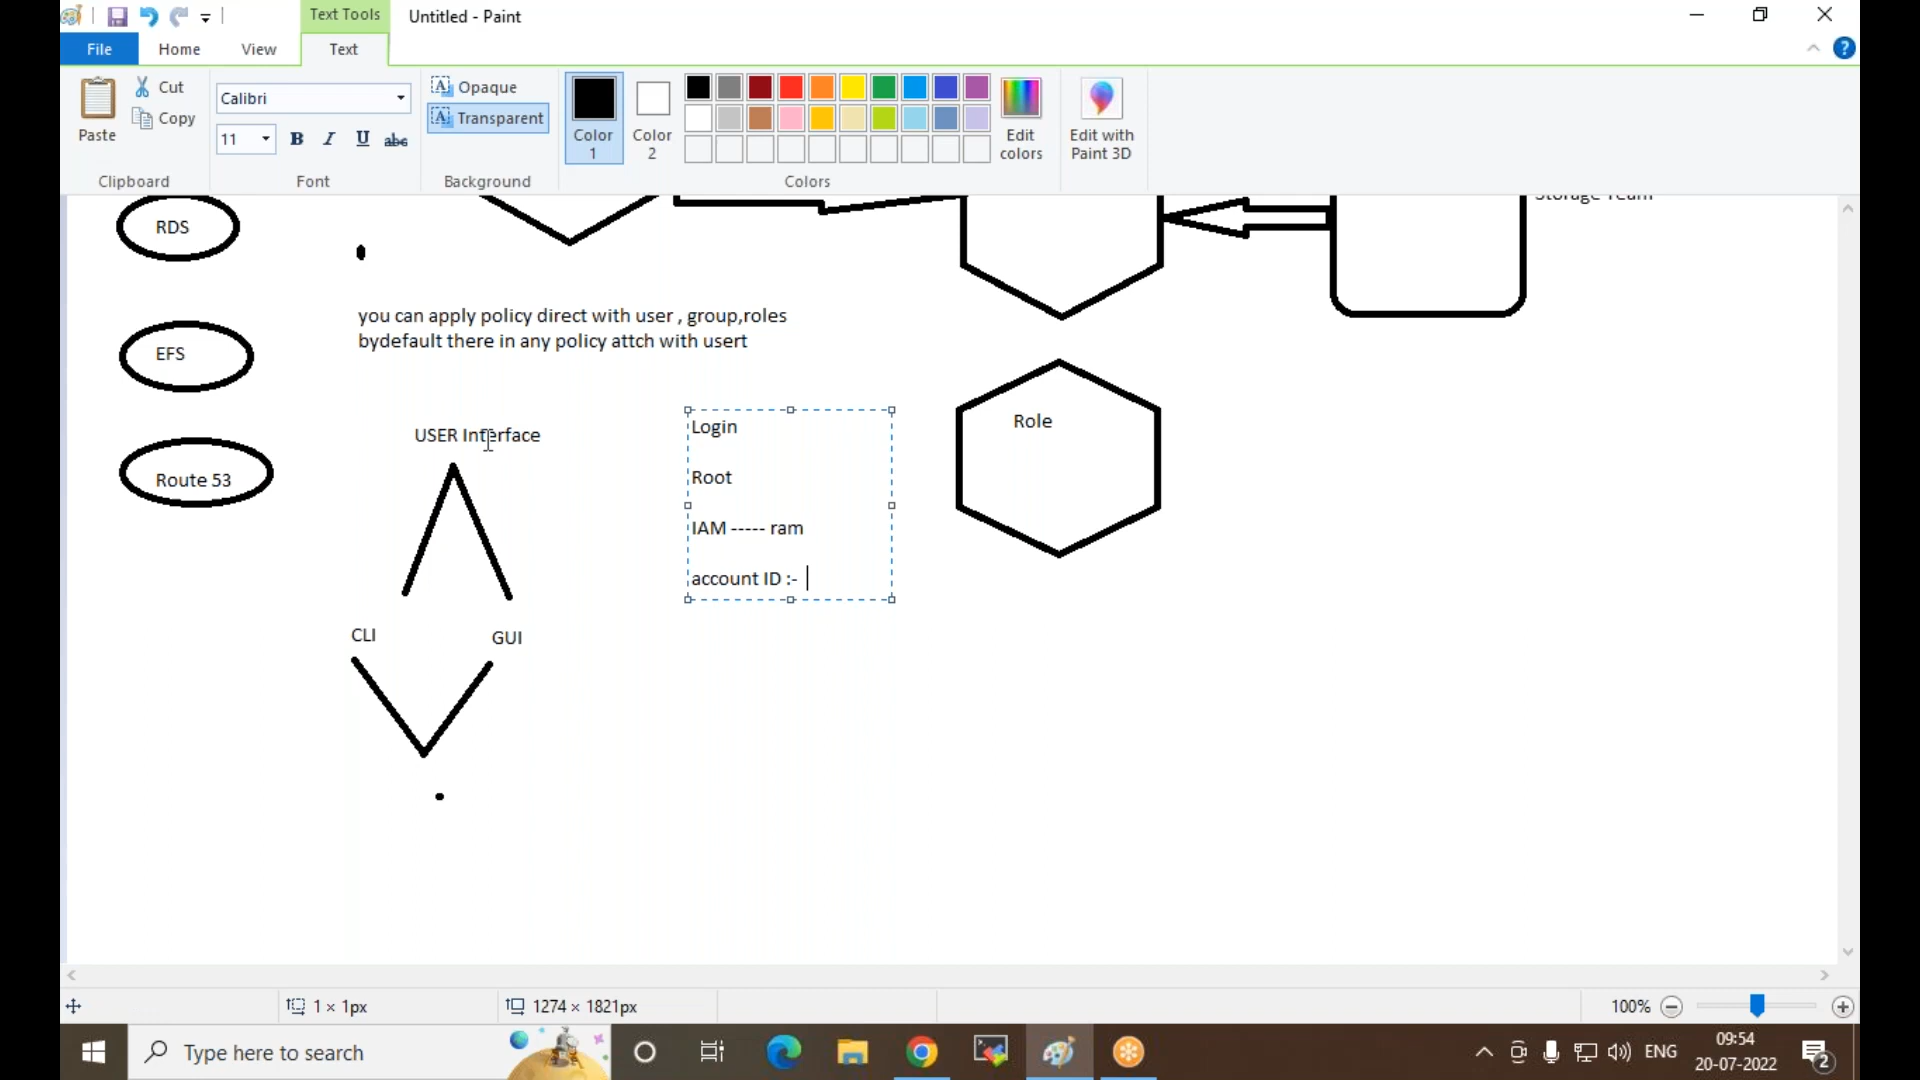 Text Tools
Untitled - Paint
File
Home
View
Text
Paste
Cut
Copy
Clipboard
Calibri
11
B I U abc
Font
Opaque
Transparent
Background
Color 1
Color 2
Edit colors
Colors
Edit with Paint 3D
Storage Team
RDS
EFS
Route 53
you can apply policy direct with user , group,roles
bydefault there in any policy attch with usert
USER Interface
CLI
GUI
Login
Root
IAM ----- ram
account ID :-
Role
1 × 1px
1274 × 1821px
100%
Type here to search
ENG
09:54
20-07-2022
2